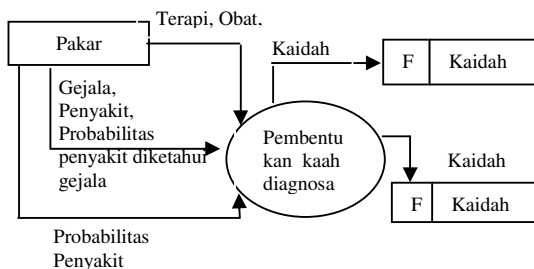 Terapi, Obat.
Pakar
Kaidah
F Kaidah
Gejala,
Penyakit,
Probabilitas
penyakit diketahui
gejala
Pembentu
kan kaah
diagnosa
Kaidah
F Kaidah
Probabilitas
Penyakit